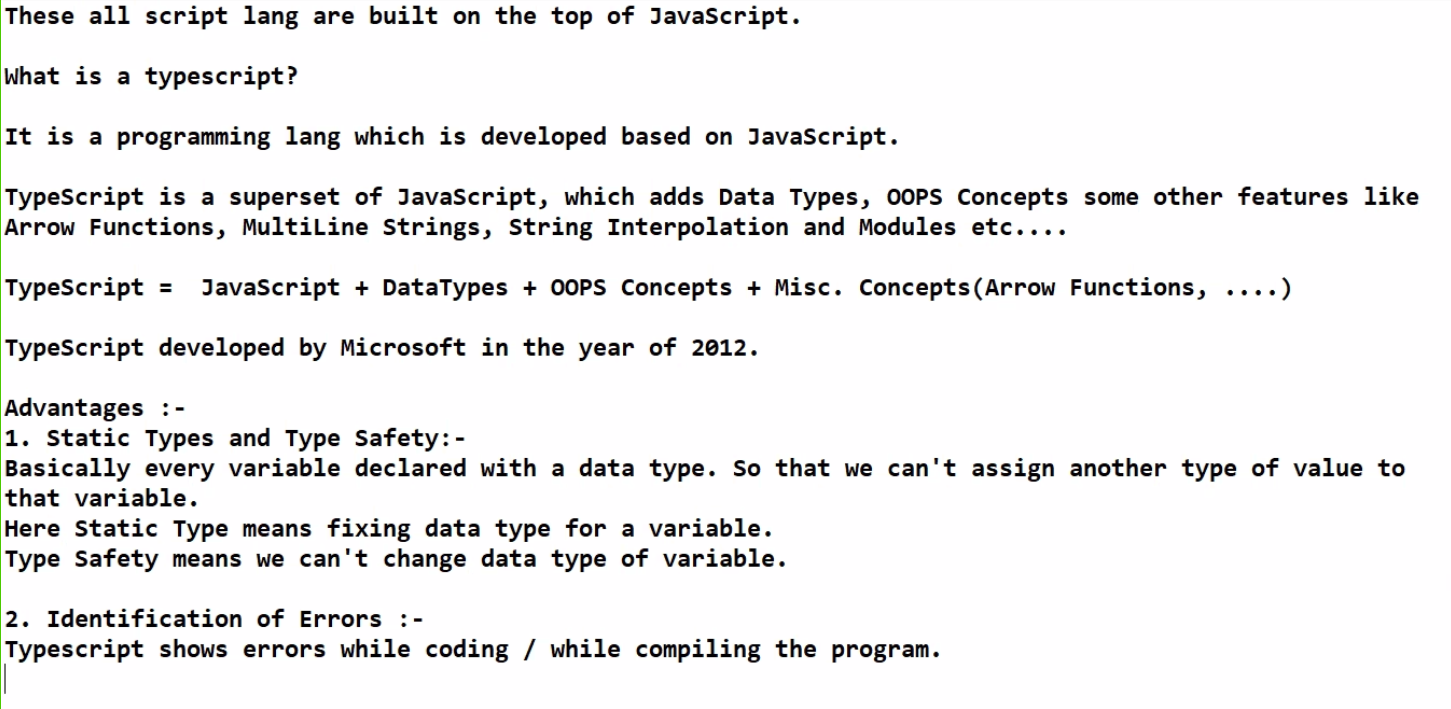 These all script lang are built on the top of JavaScript.
What is a typescript?
It is a programming lang which is developed based on JavaScript.
TypeScript is a superset of JavaScript, which adds Data Types, OOPS Concepts some other features like
Arrow Functions, MultiLine Strings, String Interpolation and Modules etc....
TypeScript =  JavaScript + DataTypes + OOPS Concepts + Misc. Concepts(Arrow Functions, ....)
TypeScript developed by Microsoft in the year of 2012.
Advantages :-
1. Static Types and Type Safety:-
Basically every variable declared with a data type. So that we can't assign another type of value to
that variable.
Here Static Type means fixing data type for a variable.
Type Safety means we can't change data type of variable.
2. Identification of Errors :-
Typescript shows errors while coding / while compiling the program.